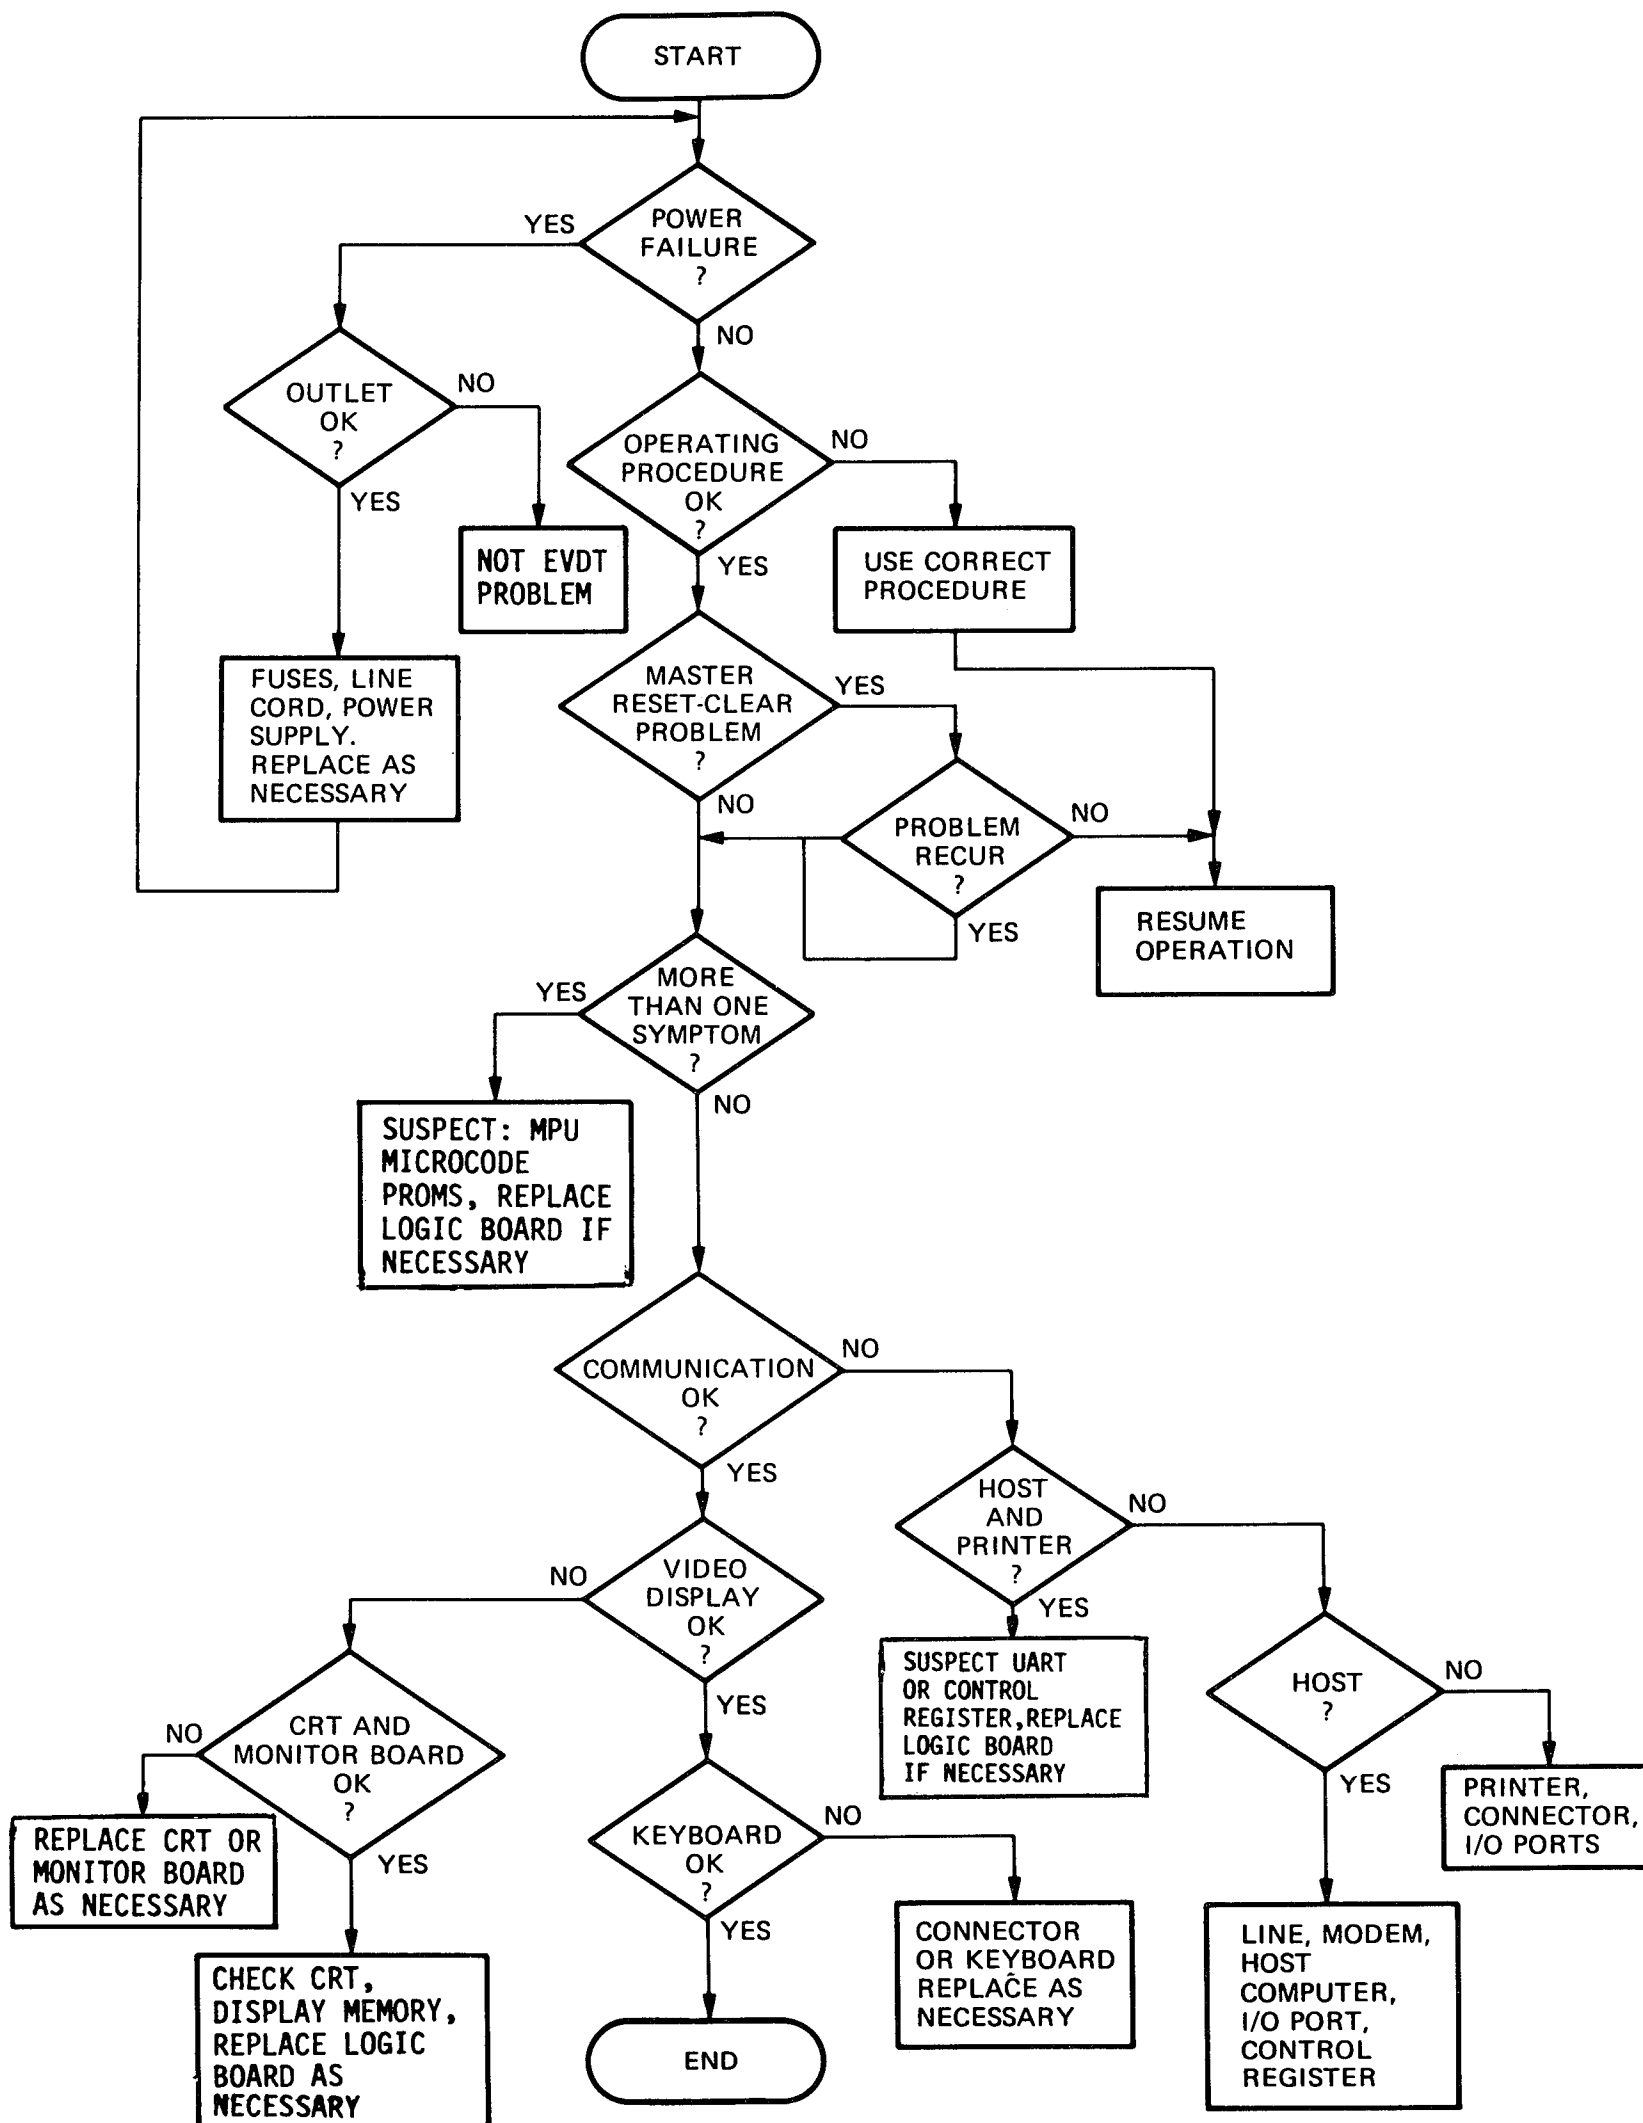 START
YES
POWER
FAILURE
?
NO
OUTLET
OK
?
NO
YES
OPERATING
PROCEDURE
OK
?
NO
YES
NOT EVDT
PROBLEM
USE CORRECT
PROCEDURE
FUSES, LINE
CORD, POWER
SUPPLY.
REPLACE AS
NECESSARY
MASTER
RESET-CLEAR
PROBLEM
?
YES
NO
PROBLEM
RECUR
?
NO
YES
RESUME
OPERATION
YES
MORE
THAN ONE
SYMPTOM
?
NO
SUSPECT: MPU
MICROCODE
PROMS, REPLACE
LOGIC BOARD IF
NECESSARY
COMMUNICATION
OK
?
NO
YES
HOST
AND
PRINTER
?
NO
YES
NO
VIDEO
DISPLAY
OK
?
YES
SUSPECT UART
OR CONTROL
REGISTER,REPLACE
LOGIC BOARD
IF NECESSARY
HOST
?
NO
YES
PRINTER,
CONNECTOR,
I/O PORTS
NO
CRT AND
MONITOR BOARD
OK
?
YES
REPLACE CRT OR
MONITOR BOARD
AS NECESSARY
KEYBOARD
OK
?
NO
YES
CONNECTOR
OR KEYBOARD
REPLACE AS
NECESSARY
LINE, MODEM,
HOST
COMPUTER,
I/O PORT,
CONTROL
REGISTER
CHECK CRT,
DISPLAY MEMORY,
REPLACE LOGIC
BOARD AS
NECESSARY
END